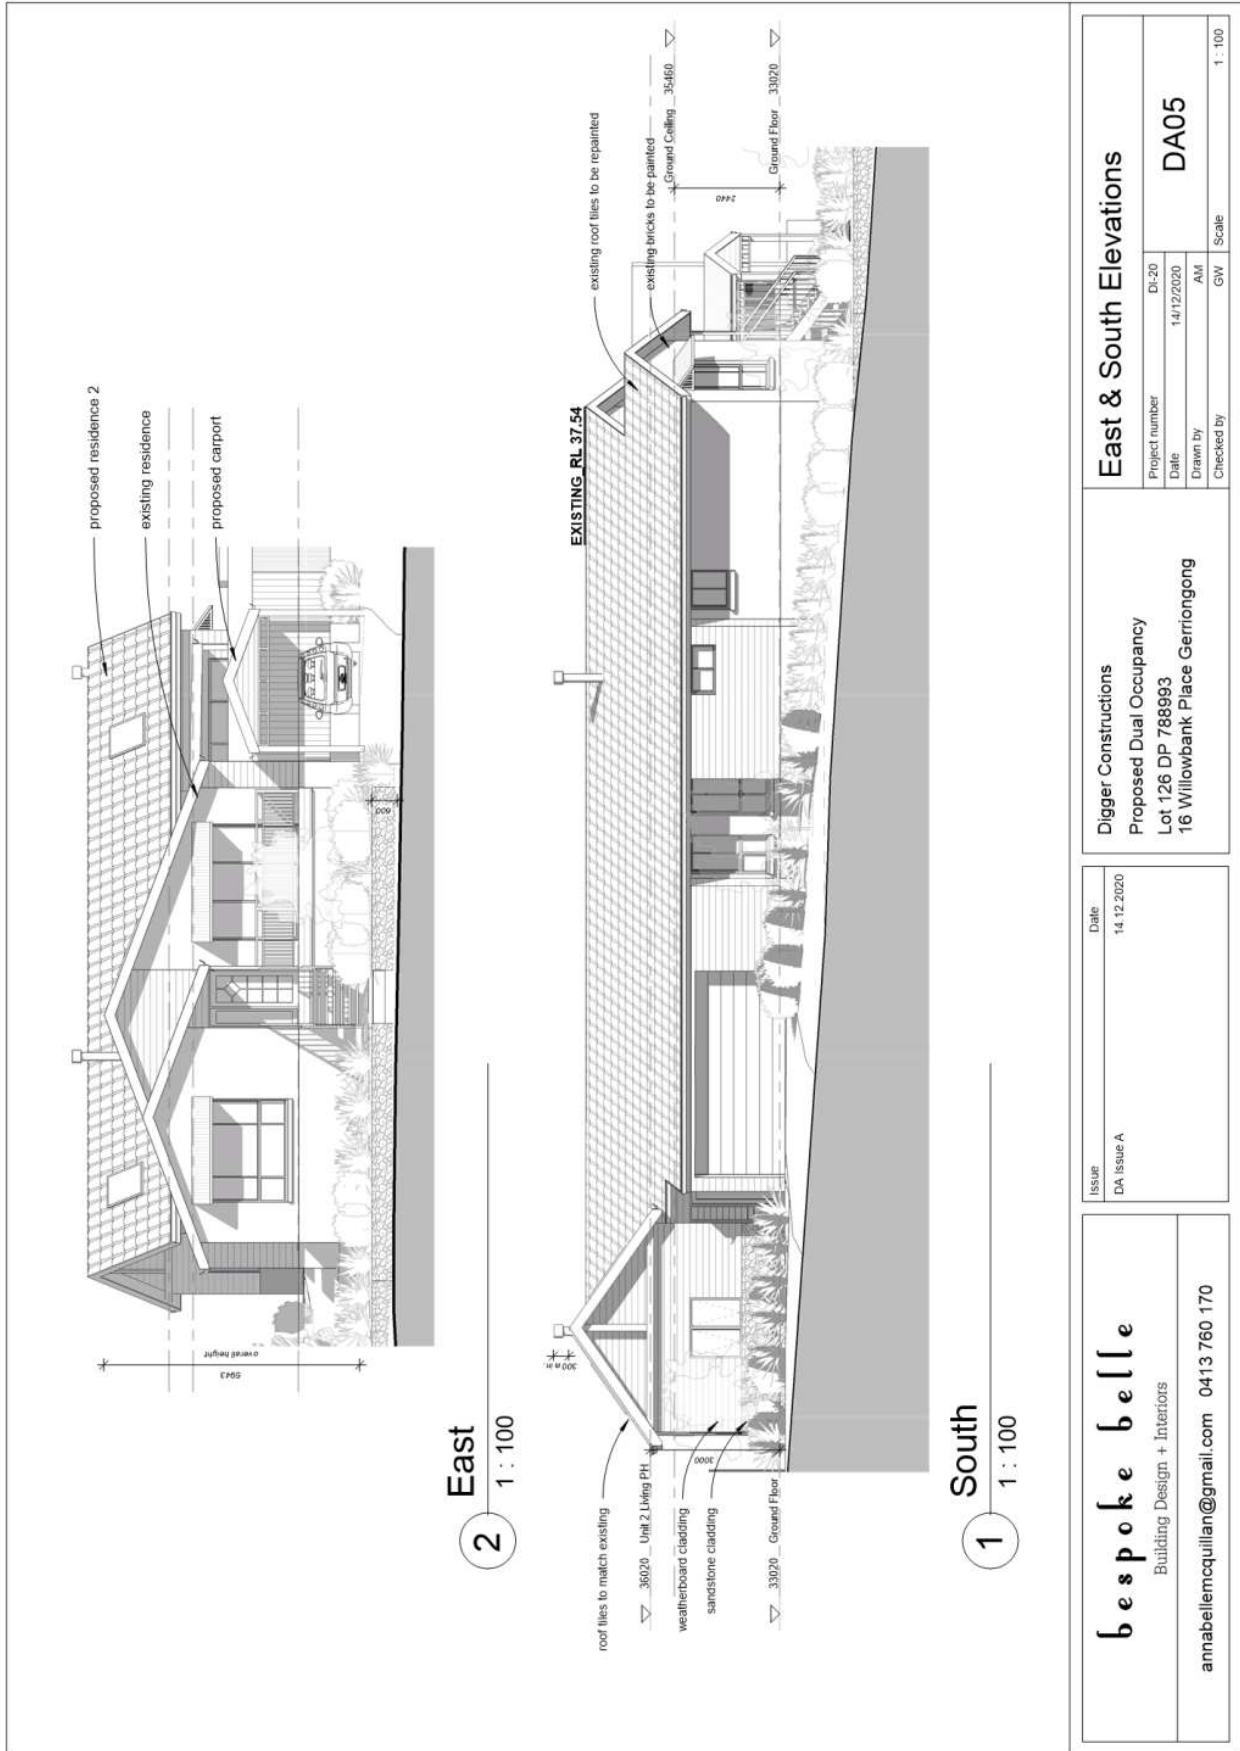 proposed residence 2
existing residence
proposed carport
600
5943
overall height
2
East
1 : 100
existing roof tiles to be repainted
existing bricks to be painted
Ground Ceiling 35460
Ground Floor 33020
2440
EXISTING RL 37.54
roof tiles to match existing
36020 Unit 2 Living PH
weatherboard cladding
sandstone cladding
33020 Ground Floor
3000
1
South
1 : 100
bespoke belle
Building Design + Interiors
annabellemcquillan@gmail.com 0413 760 170
Issue Date
DA Issue A 14.12.2020
Digger Constructions
Proposed Dual Occupancy
Lot 126 DP 788993
16 Willowbank Place Gerriongong
East & South Elevations
Project number DI-20
Date 14/12/2020
Drawn by AM
Checked by GW
DA05
Scale 1 : 100